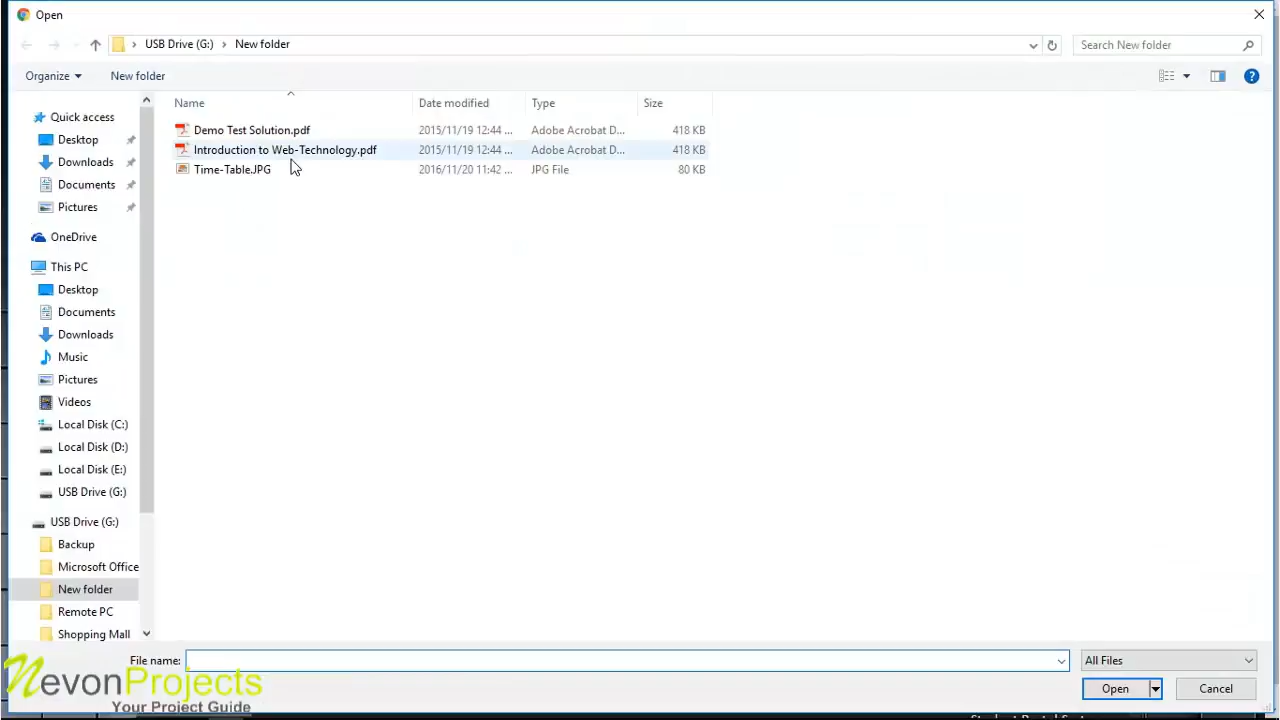 Open
USB Drive (G:) New folder
Search New folder
Organize New folder
Name Date modified Type Size
Demo Test Solution.pdf 2015/11/19 12:44 ... Adobe Acrobat D... 418 KB
Introduction to Web-Technology.pdf 2015/11/19 12:44 ... Adobe Acrobat D... 418 KB
Time-Table.JPG 2016/11/20 11:42 ... JPG File 80 KB
Quick access
Desktop
Downloads
Documents
Pictures
OneDrive
This PC
Desktop
Documents
Downloads
Music
Pictures
Videos
Local Disk (C:)
Local Disk (D:)
Local Disk (E:)
USB Drive (G:)
USB Drive (G:)
Backup
Microsoft Office
New folder
Remote PC
Shopping Mall
File name: All Files
Open Cancel
NevonProjects
Your Project Guide